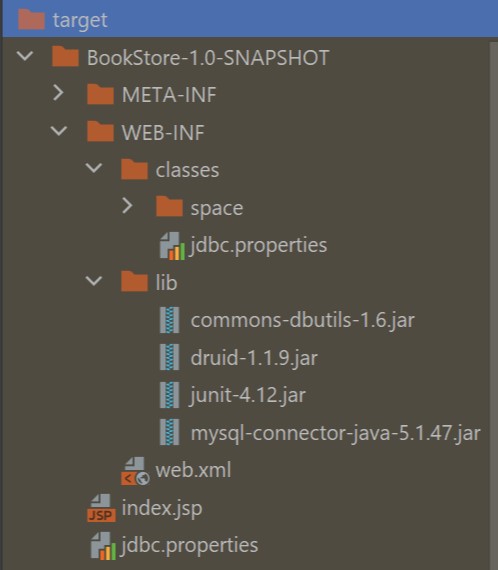 target
BookStore-1.0-SNAPSHOT
META-INF
WEB-INF
classes
space
jdbc.properties
lib
commons-dbutils-1.6.jar
druid-1.1.9.jar
junit-4.12.jar
mysql-connector-java-5.1.47.jar
web.xml
JSP index.jsp
jdbc.properties